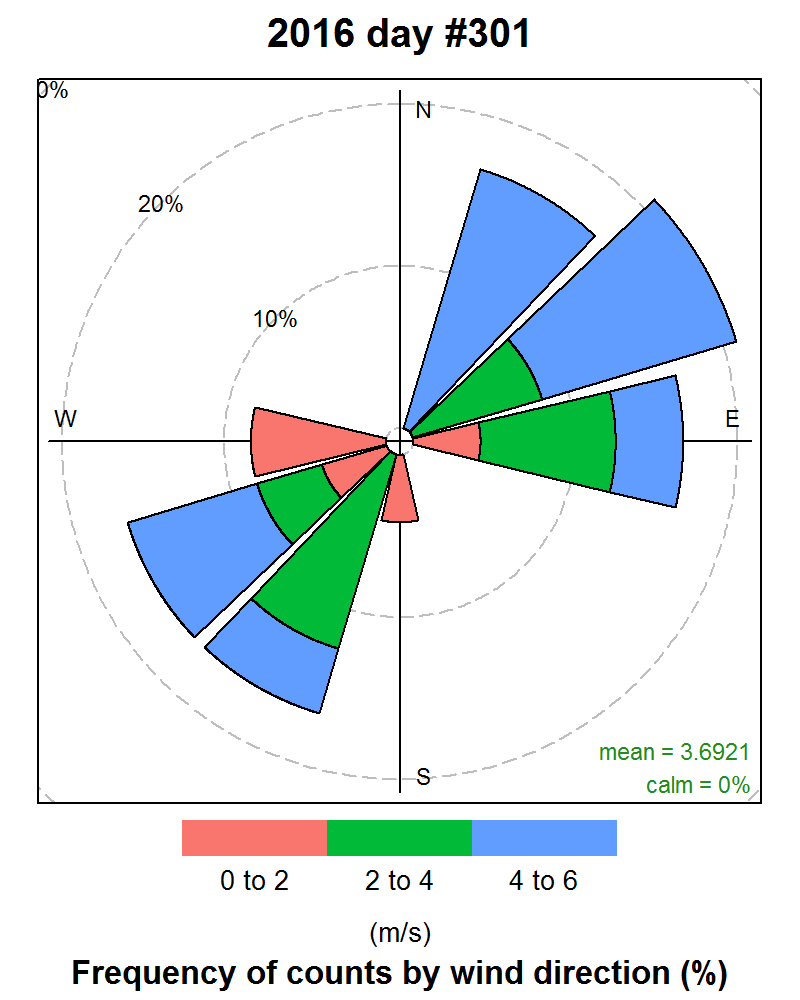 2016 day #301
0%
N
20%
10%
W
E
S
mean = 3.6921
calm = 0%
0 to 2
2 to 4
4 to 6
(m/s)
Frequency of counts by wind direction (%)